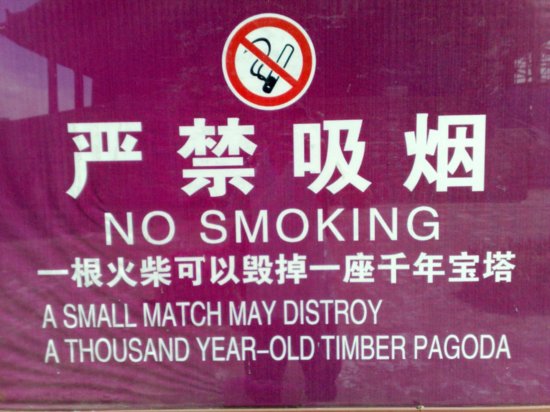 严禁吸烟
NO SMOKING
一根火柴可以毁掉一座千年宝塔
A SMALL MATCH MAY DISTROY
A THOUSAND YEAR-OLD TIMBER PAGODA